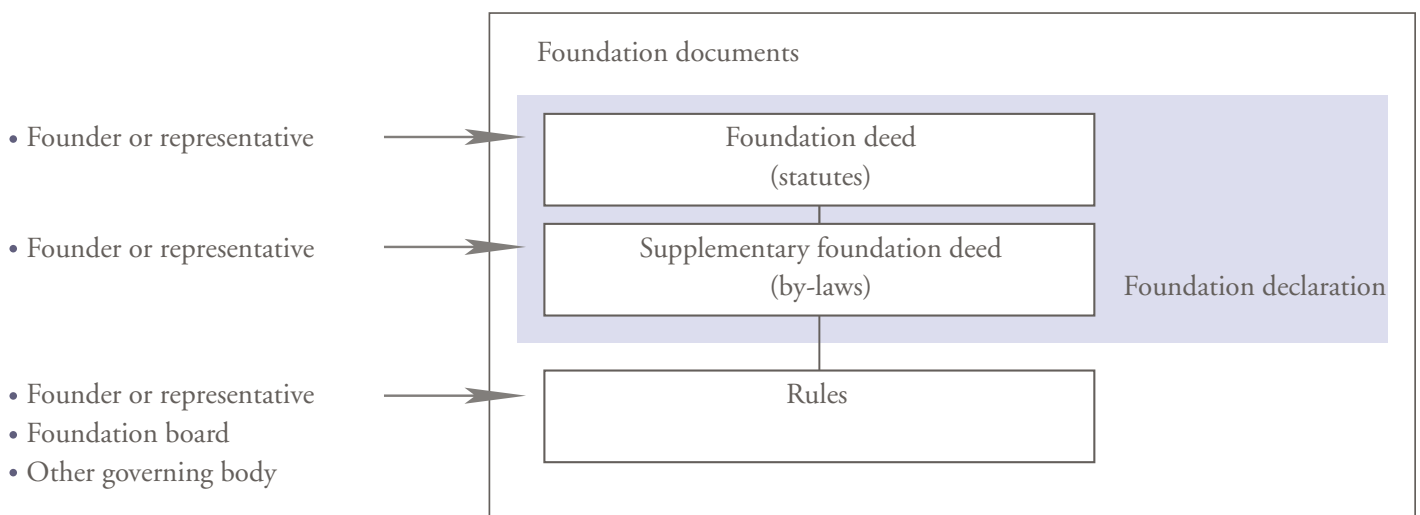 Foundation documents
• Founder or representative
Foundation deed
(statutes)
• Founder or representative
Supplementary foundation deed
(by-laws)
Foundation declaration
• Founder or representative
• Foundation board
• Other governing body
Rules